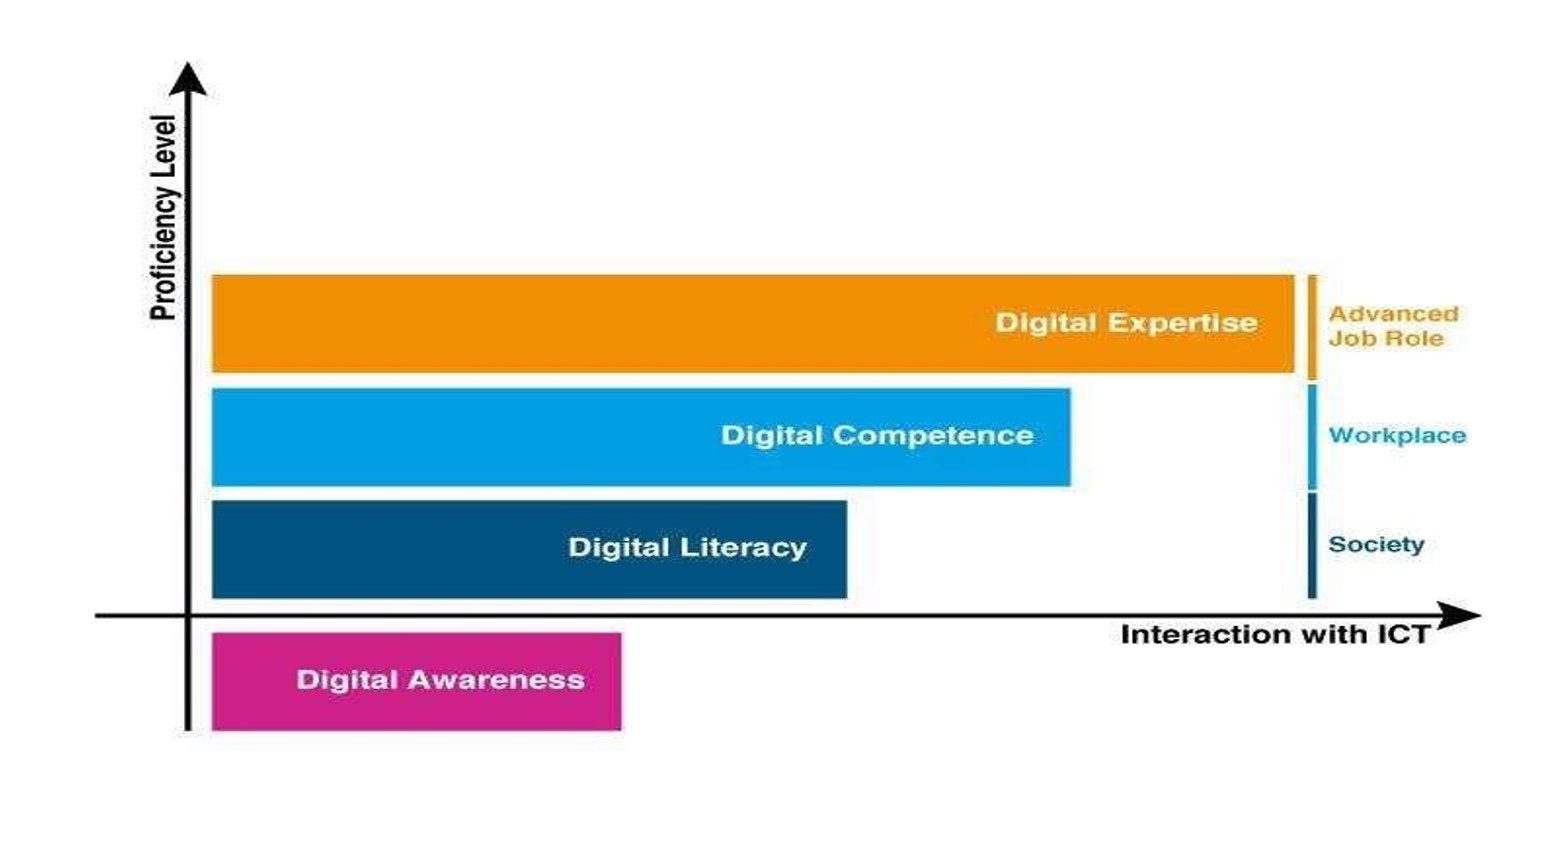 Proficiency Level
Digital Expertise
Advanced
Job Role
Digital Competence
Workplace
Digital Literacy
Society
Interaction with ICT
Digital Awareness